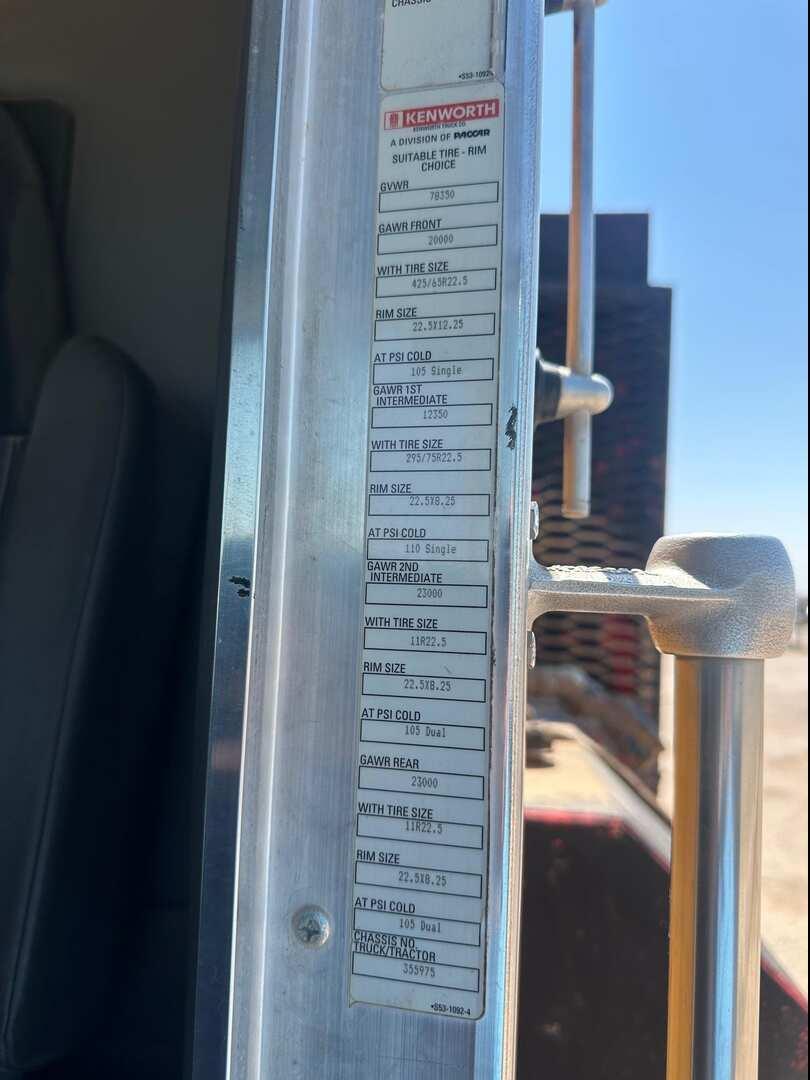 CHASSIS
•S53-1092-
KENWORTH
KENWORTH TRUCK CO.
A DIVISION OF PACCAR
SUITABLE TIRE - RIM
CHOICE
GVWR
78350
GAWR FRONT
20000
WITH TIRE SIZE
425/65R22.5
RIM SIZE
22.5X12.25
AT PSI COLD
105 Single
GAWR 1ST
INTERMEDIATE
12350
WITH TIRE SIZE
295/75R22.5
RIM SIZE
22.5X8.25
AT PSI COLD
110 Single
GAWR 2ND
INTERMEDIATE
23000
WITH TIRE SIZE
11R22.5
RIM SIZE
22.5X8.25
AT PSI COLD
105 Dual
GAWR REAR
23000
WITH TIRE SIZE
11R22.5
RIM SIZE
22.5X8.25
AT PSI COLD
105 Dual
CHASSIS NO.
TRUCK/TRACTOR
355975
•S53-1092-4